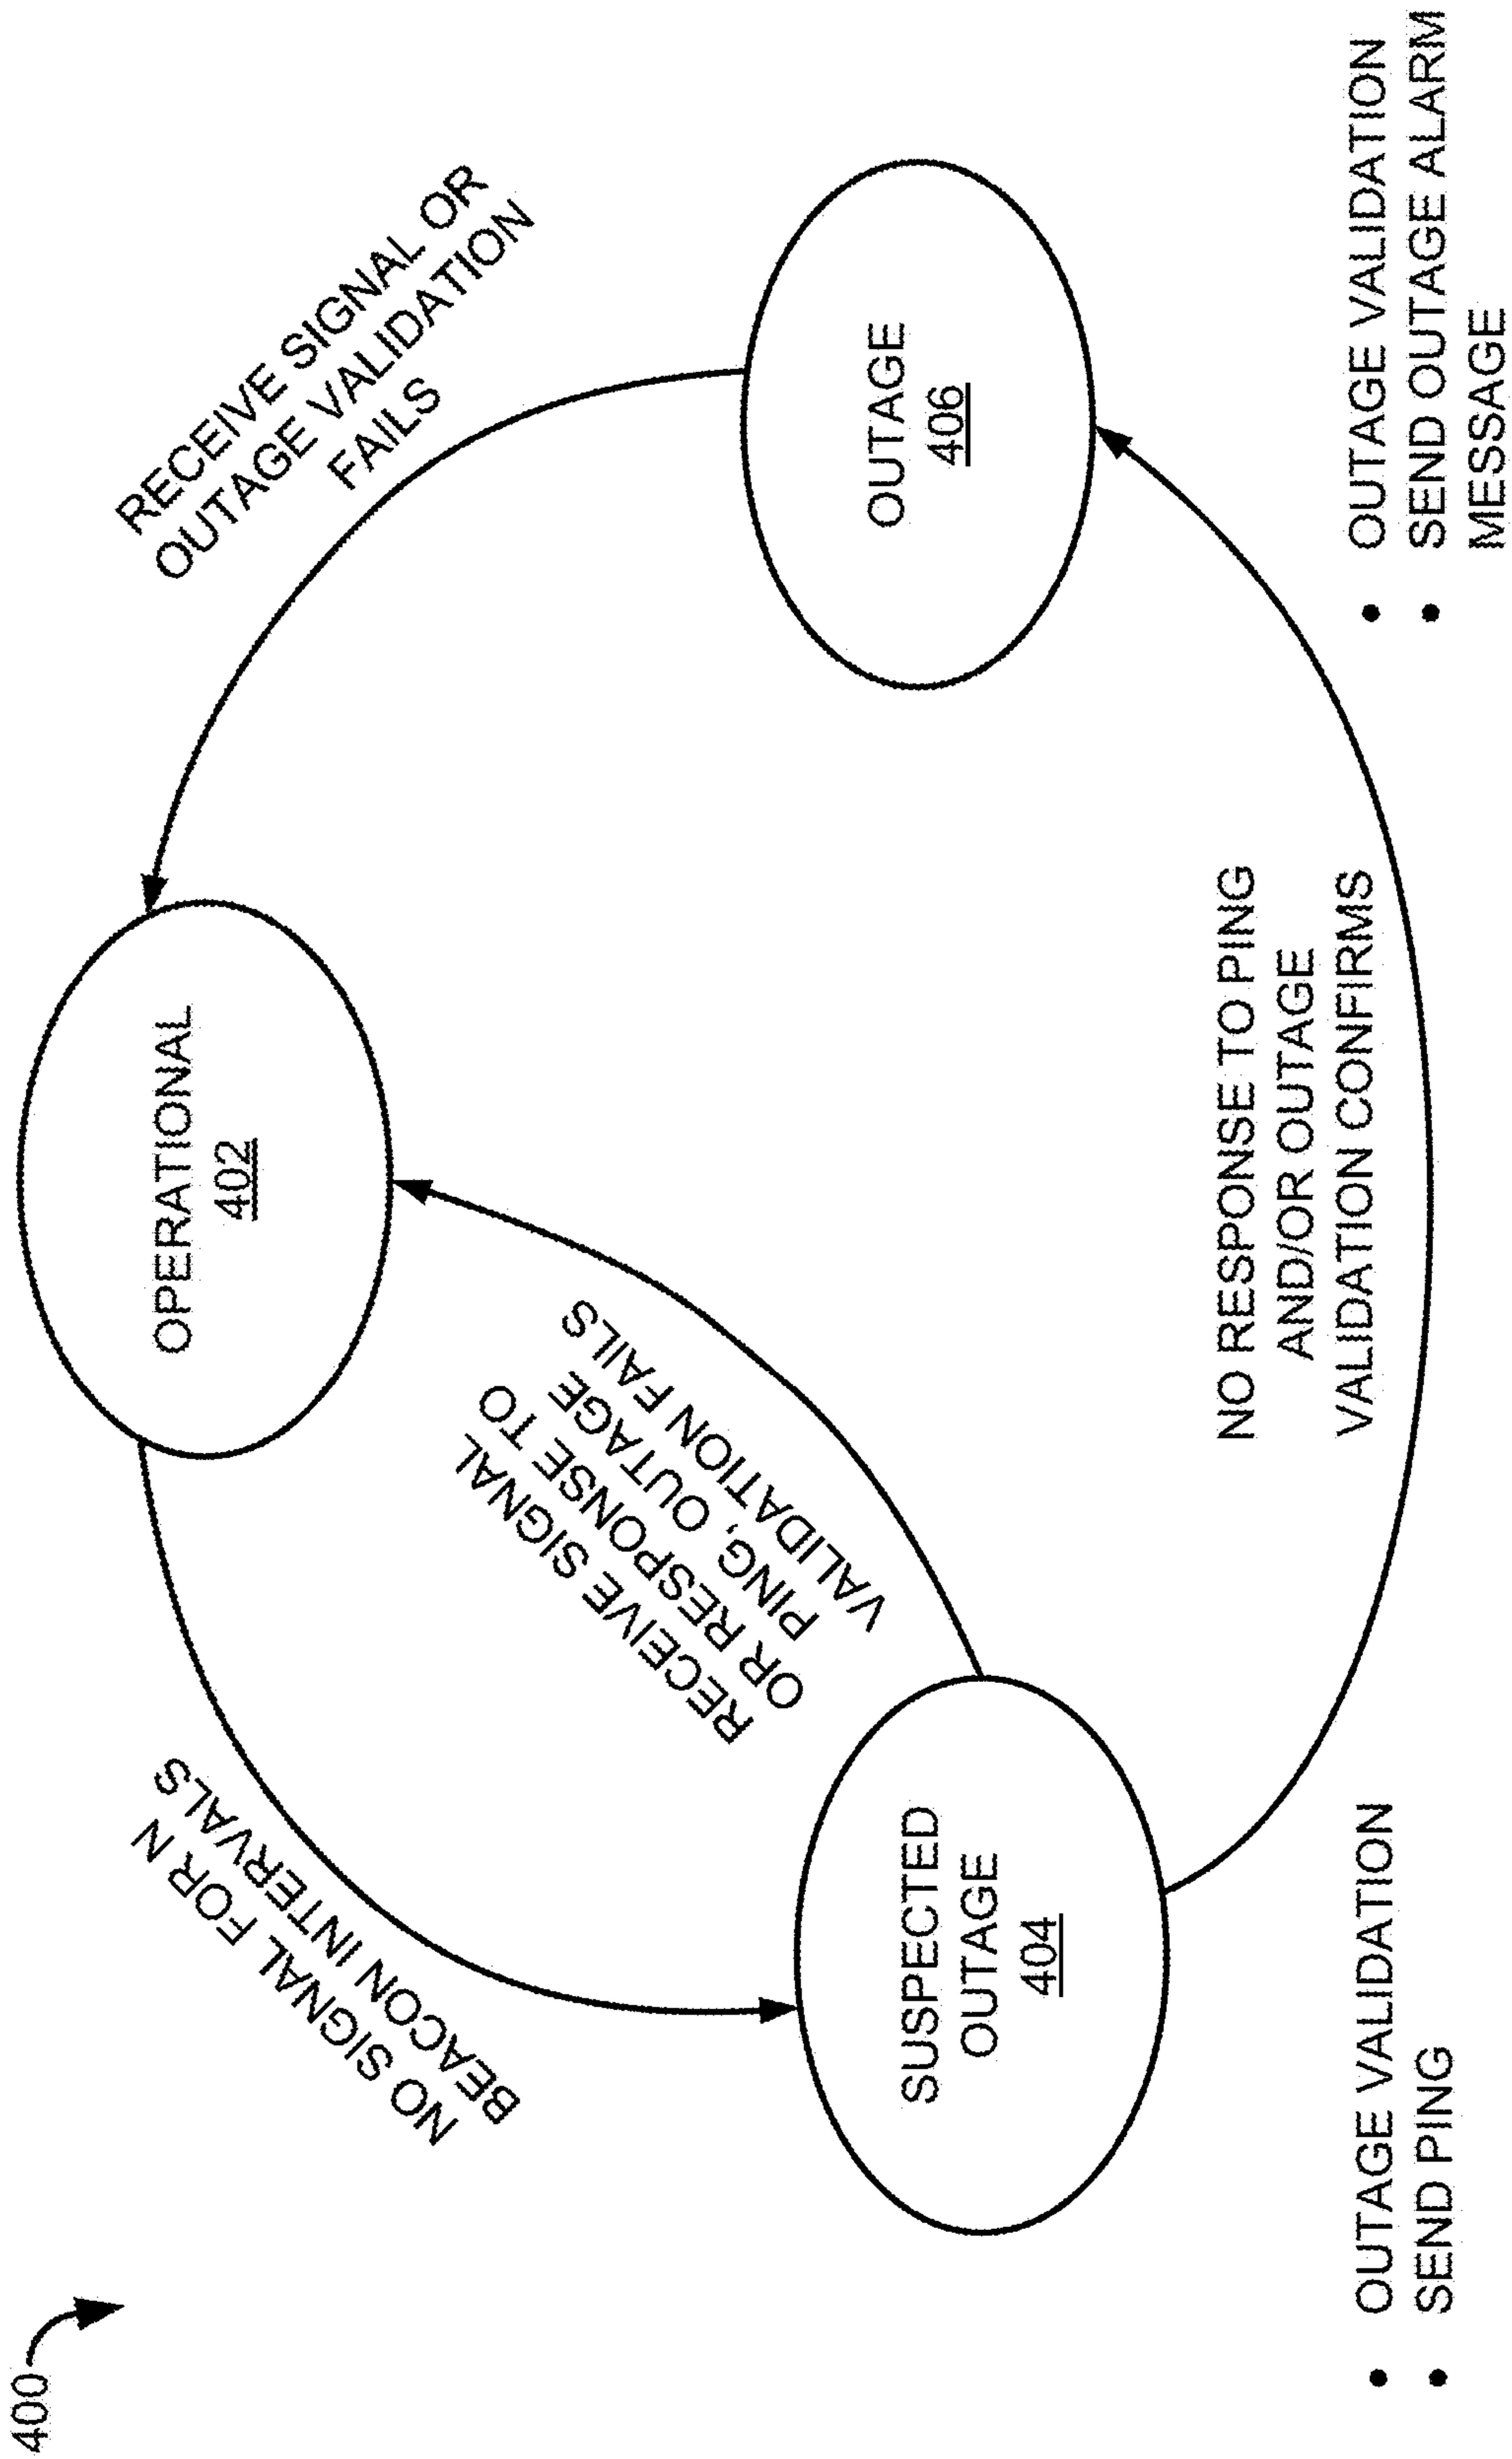 400
OPERATIONAL
402
NO SIGNAL FOR N
BEACON INTERVALS
RECEIVE SIGNAL OR
OUTAGE VALIDATION
FAILS
RECEIVE SIGNAL
OR RESPONSE TO
PING, OUTAGE
VALIDATION FAILS
SUSPECTED
OUTAGE
404
OUTAGE
406
NO RESPONSE TO PING
AND/OR OUTAGE
VALIDATION CONFIRMS
• OUTAGE VALIDATION
• SEND PING
• OUTAGE VALIDATION
• SEND OUTAGE ALARM
MESSAGE